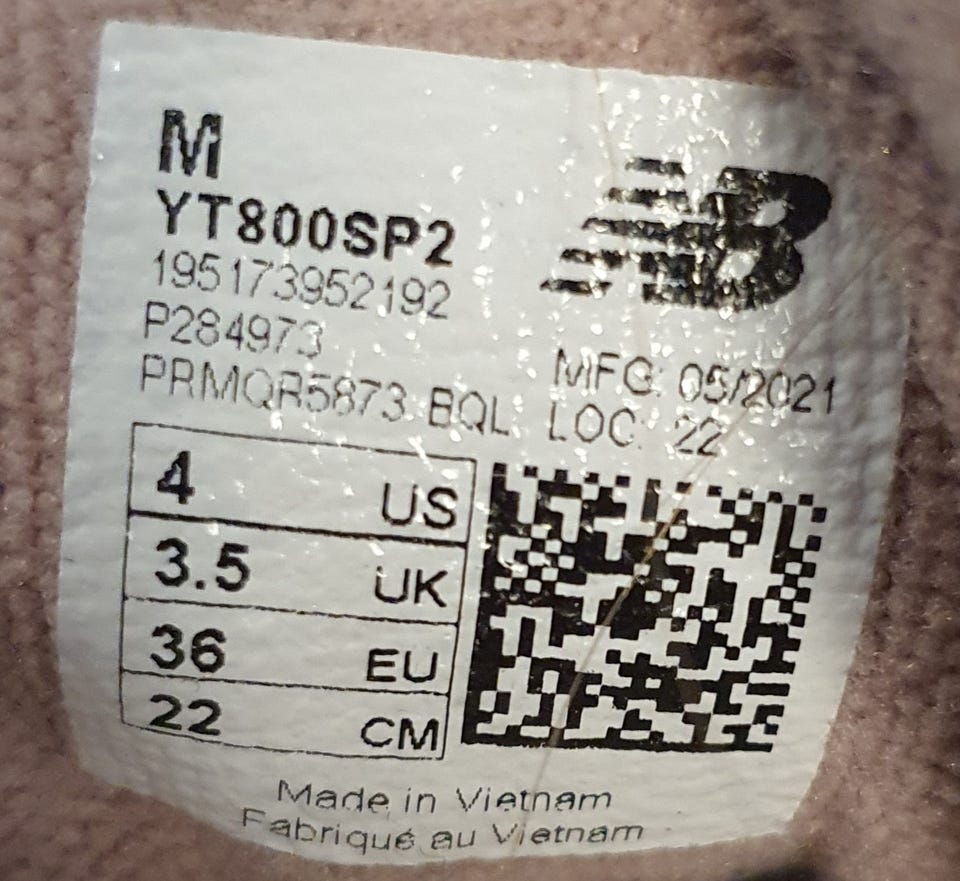 M
YT800SP2
195173952192
P284973
PRMQR5873 BQL
NB
MFG: 05/2021
LOC: 22
4 US
3.5 UK
36 EU
22 CM
Made in Vietnam
Fabriqué au Vietnam